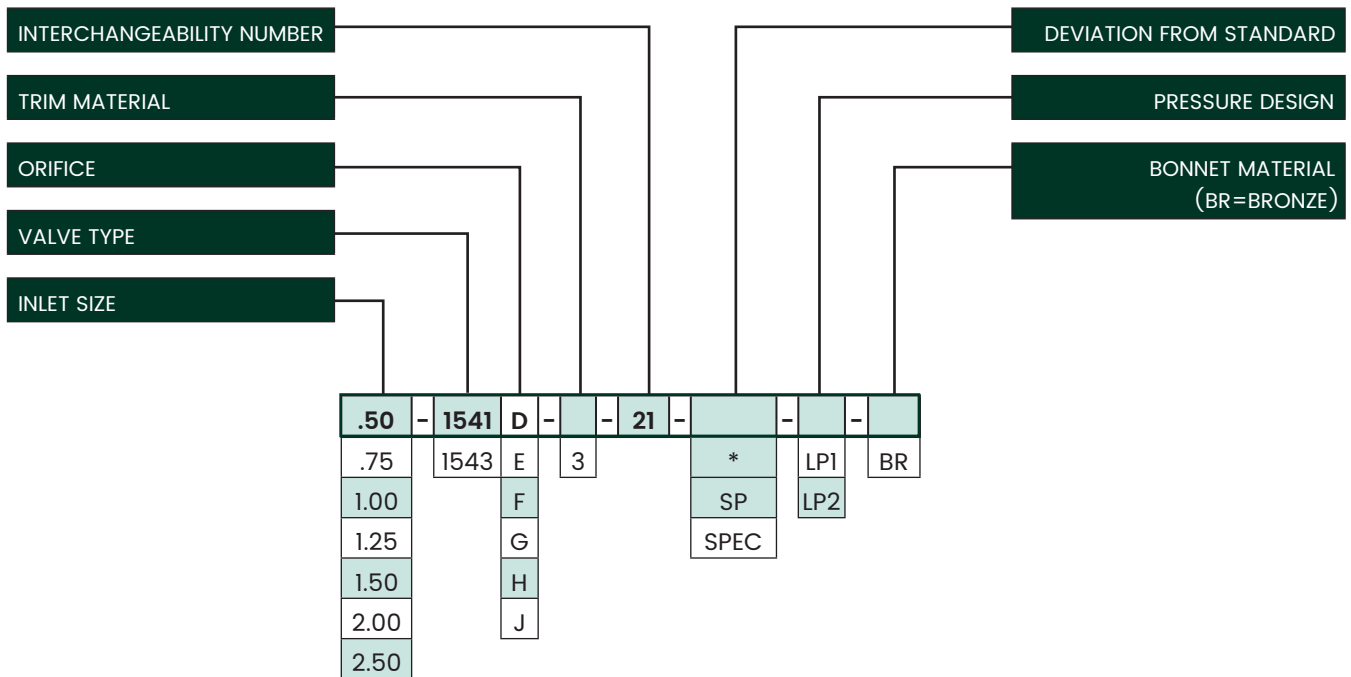 INTERCHANGEABILITY NUMBER
TRIM MATERIAL
ORIFICE
VALVE TYPE
INLET SIZE
DEVIATION FROM STANDARD
PRESSURE DESIGN
BONNET MATERIAL
(BR=BRONZE)
.50 - 1541 D - - 21 - - -
.75 1543 E 3 * LP1 BR
1.00 F SP LP2
1.25 G SPEC
1.50 H
2.00 J
2.50